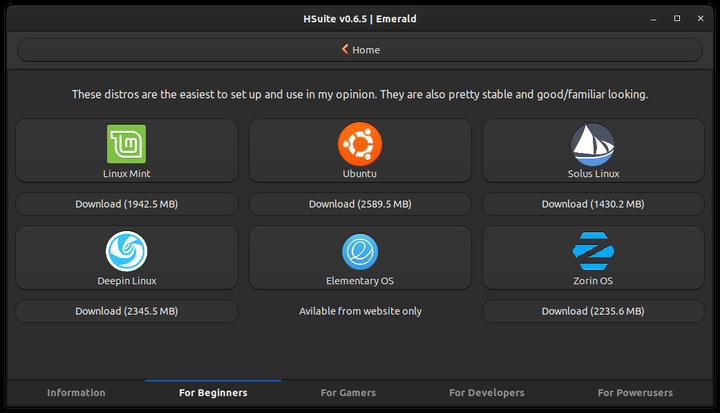 HSuite v0.6.5 | Emerald
Home
These distros are the easiest to set up and use in my opinion. They are also pretty stable and good/familiar looking.
Linux Mint
Ubuntu
Solus Linux
Download (1942.5 MB)
Download (2589.5 MB)
Download (1430.2 MB)
Deepin Linux
Elementary OS
Zorin OS
Download (2345.5 MB)
Avilable from website only
Download (2235.6 MB)
Information
For Beginners
For Gamers
For Developers
For Powerusers